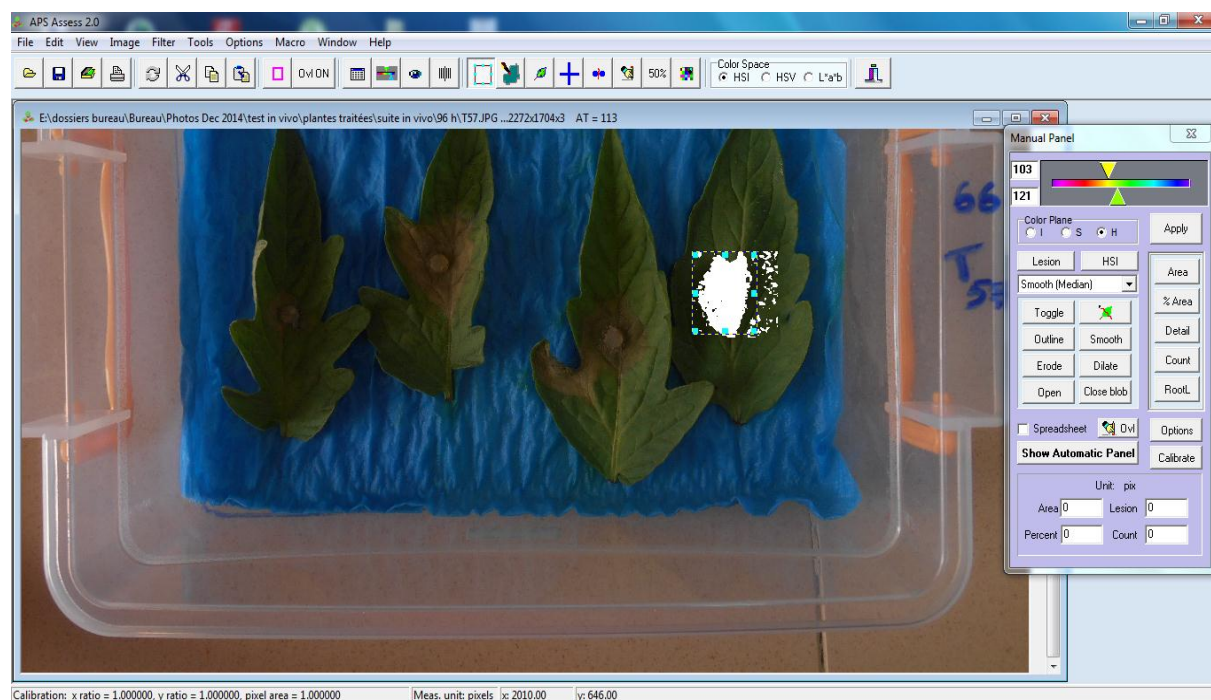 APS Assess 2.0
File Edit View Image Filter Tools Options Macro Window Help
Ovl ON
50%
Color Space
HSI HSV L*a*b
E:\dossiers bureau\Bureau\Photos Dec 2014\test in vivo\plantes traitées\suite in vivo\96 h\T57.JPG ...2272x1704x3 AT = 113
66
T
57
Manual Panel
103
121
Color Plane
I S H
Apply
Lesion HSI
Smooth (Median)
Toggle
Outline Smooth
Erode Dilate
Open Close blob
Area
% Area
Detail
Count
RootL
Spreadsheet Ovl
Options
Show Automatic Panel
Calibrate
Unit: pix
Area 0 Lesion 0
Percent 0 Count 0
Calibration: x ratio = 1.000000, y ratio = 1.000000, pixel area = 1.000000 Meas. unit: pixels x: 2010.00 y: 646.00